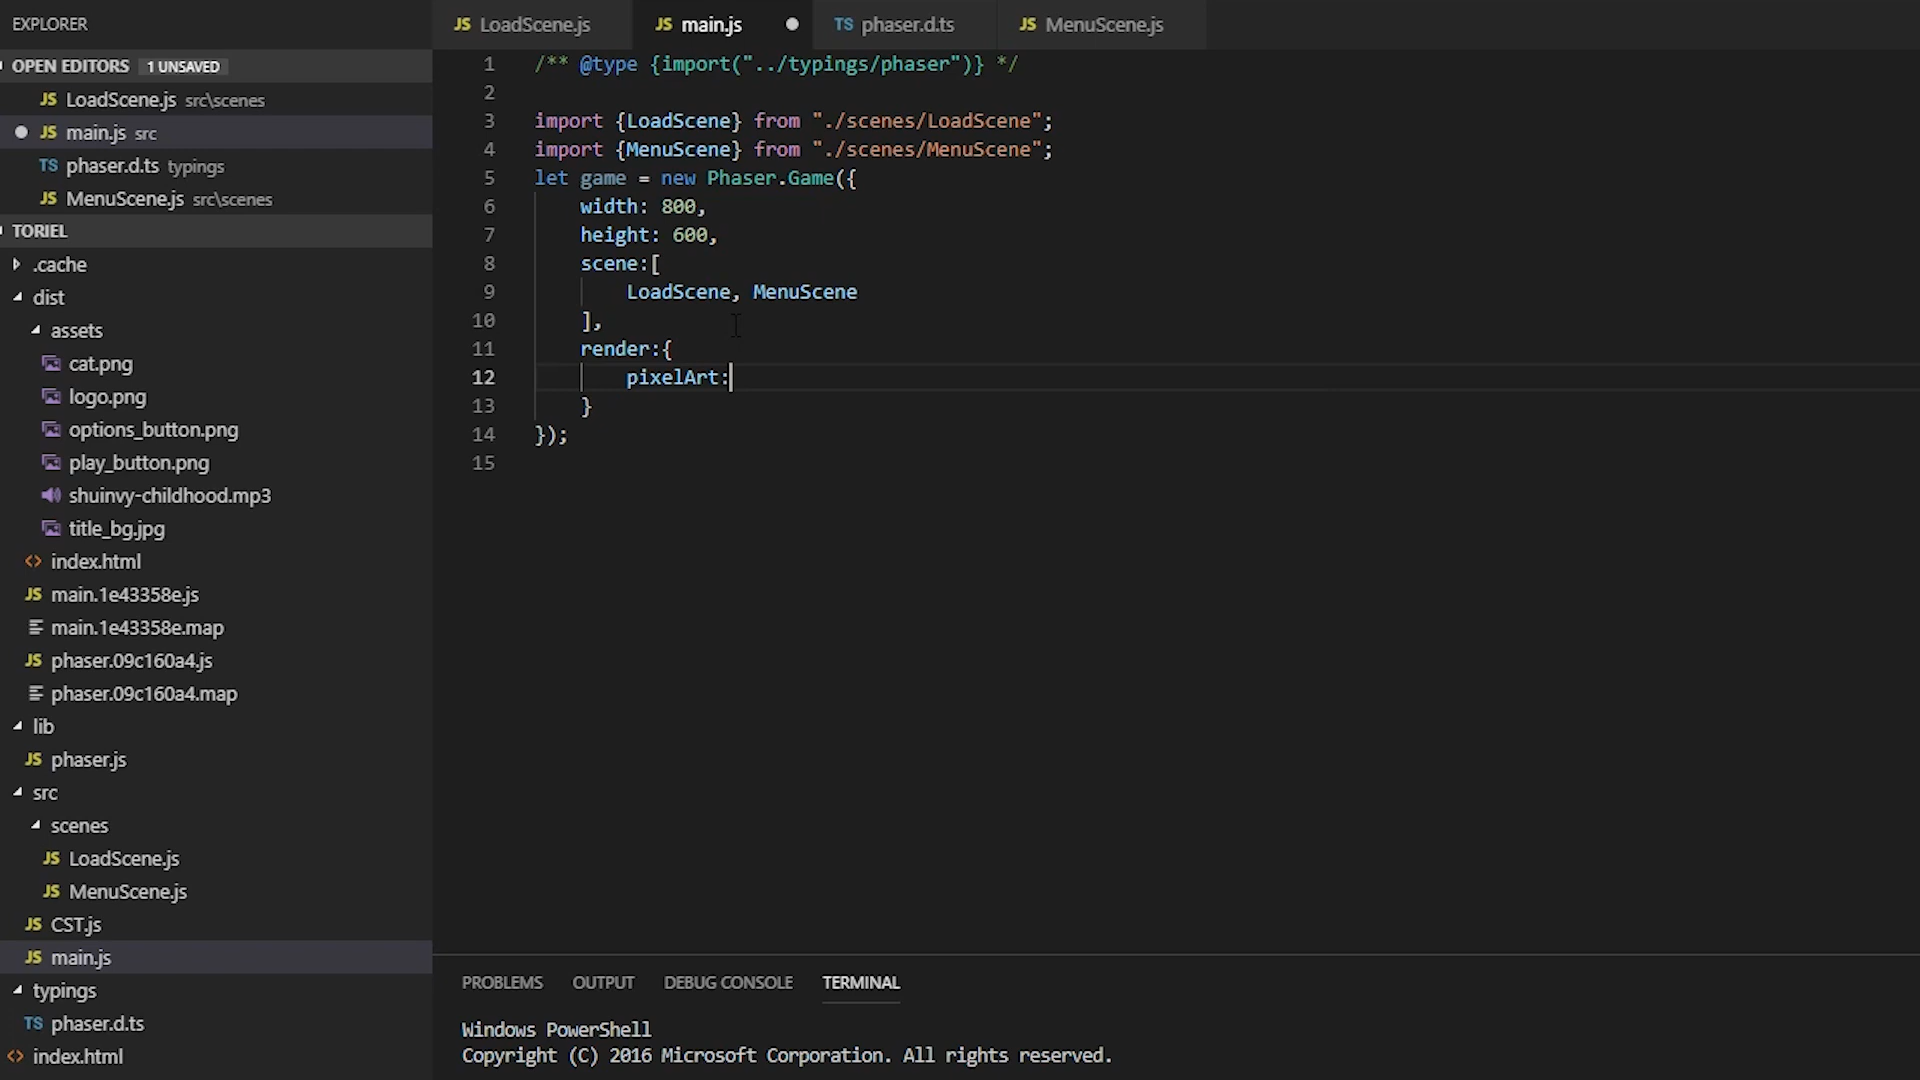 EXPLORER
OPEN EDITORS 1 UNSAVED
JS LoadScene.js src\scenes
JS main.js src
TS phaser.d.ts typings
JS MenuScene.js src\scenes
TORIEL
.cache
dist
assets
cat.png
logo.png
options_button.png
play_button.png
shuinvy-childhood.mp3
title_bg.jpg
<> index.html
JS main.1e43358e.js
main.1e43358e.map
JS phaser.09c160a4.js
phaser.09c160a4.map
lib
JS phaser.js
src
scenes
JS LoadScene.js
JS MenuScene.js
JS CST.js
JS main.js
typings
TS phaser.d.ts
<> index.html
JS LoadScene.js JS main.js TS phaser.d.ts JS MenuScene.js
1 /** @type {import("../typings/phaser")} */
2
3 import {LoadScene} from "./scenes/LoadScene";
4 import {MenuScene} from "./scenes/MenuScene";
5 let game = new Phaser.Game({
6 width: 800,
7 height: 600,
8 scene:[
9 LoadScene, MenuScene
10 ],
11 render:{
12 pixelArt:
13 }
14 });
15
PROBLEMS OUTPUT DEBUG CONSOLE TERMINAL
Windows PowerShell
Copyright (C) 2016 Microsoft Corporation. All rights reserved.